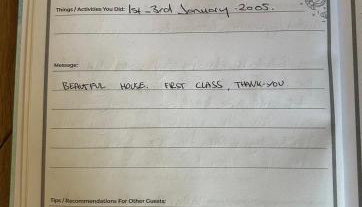 Things / Activities You Did: 1st - 3rd January 2005.
Message:
BEAUTIFUL HOUSE. FIRST CLASS, THANK-YOU
Tips / Recommendations For Other Guests: